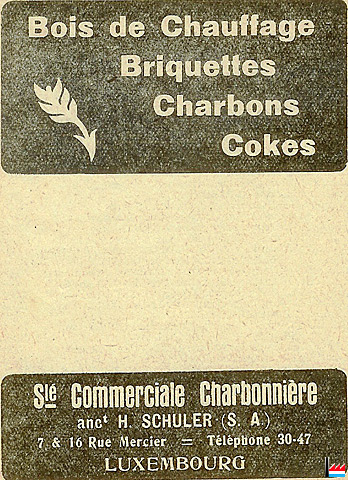 Bois de Chauffage
Briquettes
Charbons
Cokes
Sté Commerciale Charbonnière
anct H. SCHULER (S. A.)
7 & 16 Rue Mercier = Téléphone 30-47
LUXEMBOURG